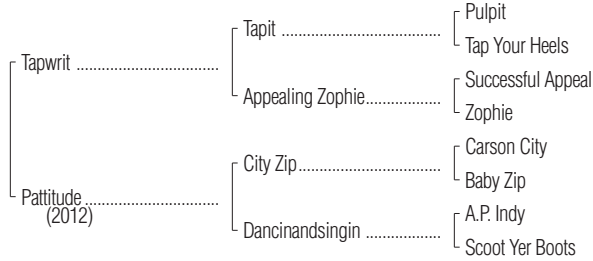 Pulpit
Tapit ........................................
Tap Your Heels
Tapwrit ....................................
Successful Appeal
Appealing Zophie...................
Zophie
Carson City
City Zip....................................
Baby Zip
Pattitude..................................
(2012)
A.P. Indy
Dancinandsingin ...................
Scoot Yer Boots